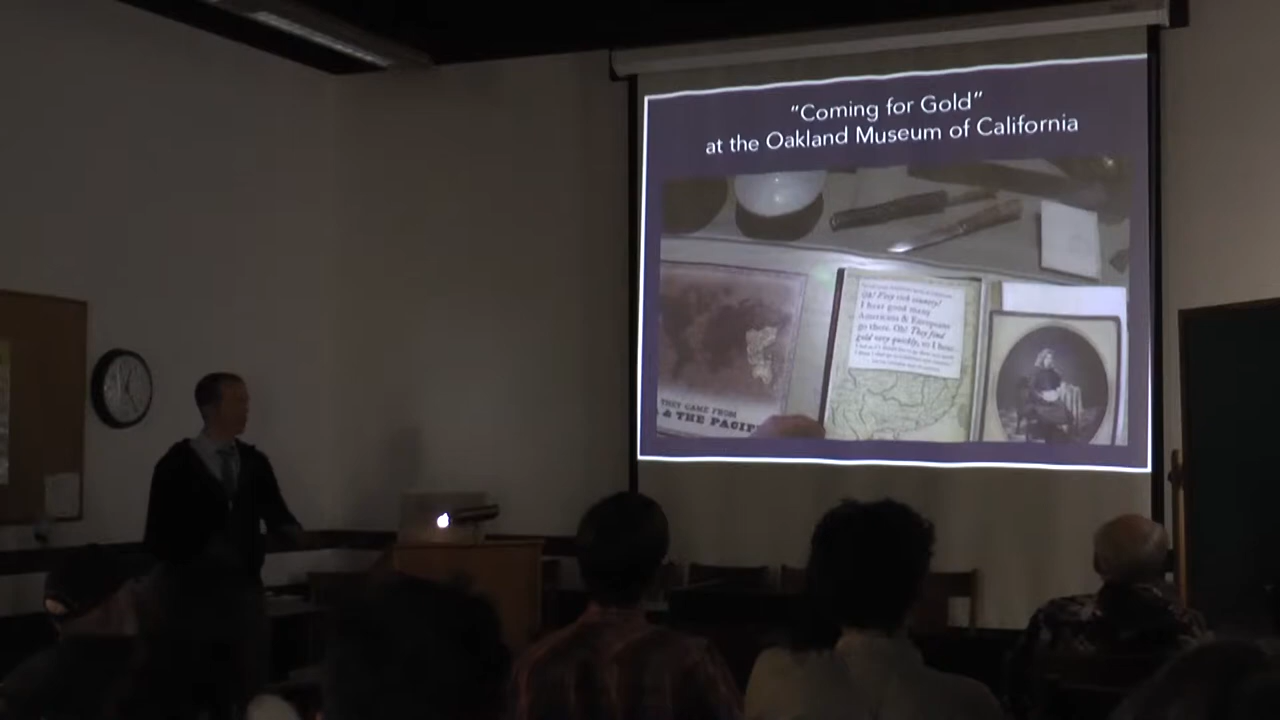 “Coming for Gold”
at the Oakland Museum of California
Oh! Very rich country!
I hear good many
Americans & Europeans
go there. Oh! They find
gold very quickly, so I hear.
THEY CAME FROM
& THE PACIF